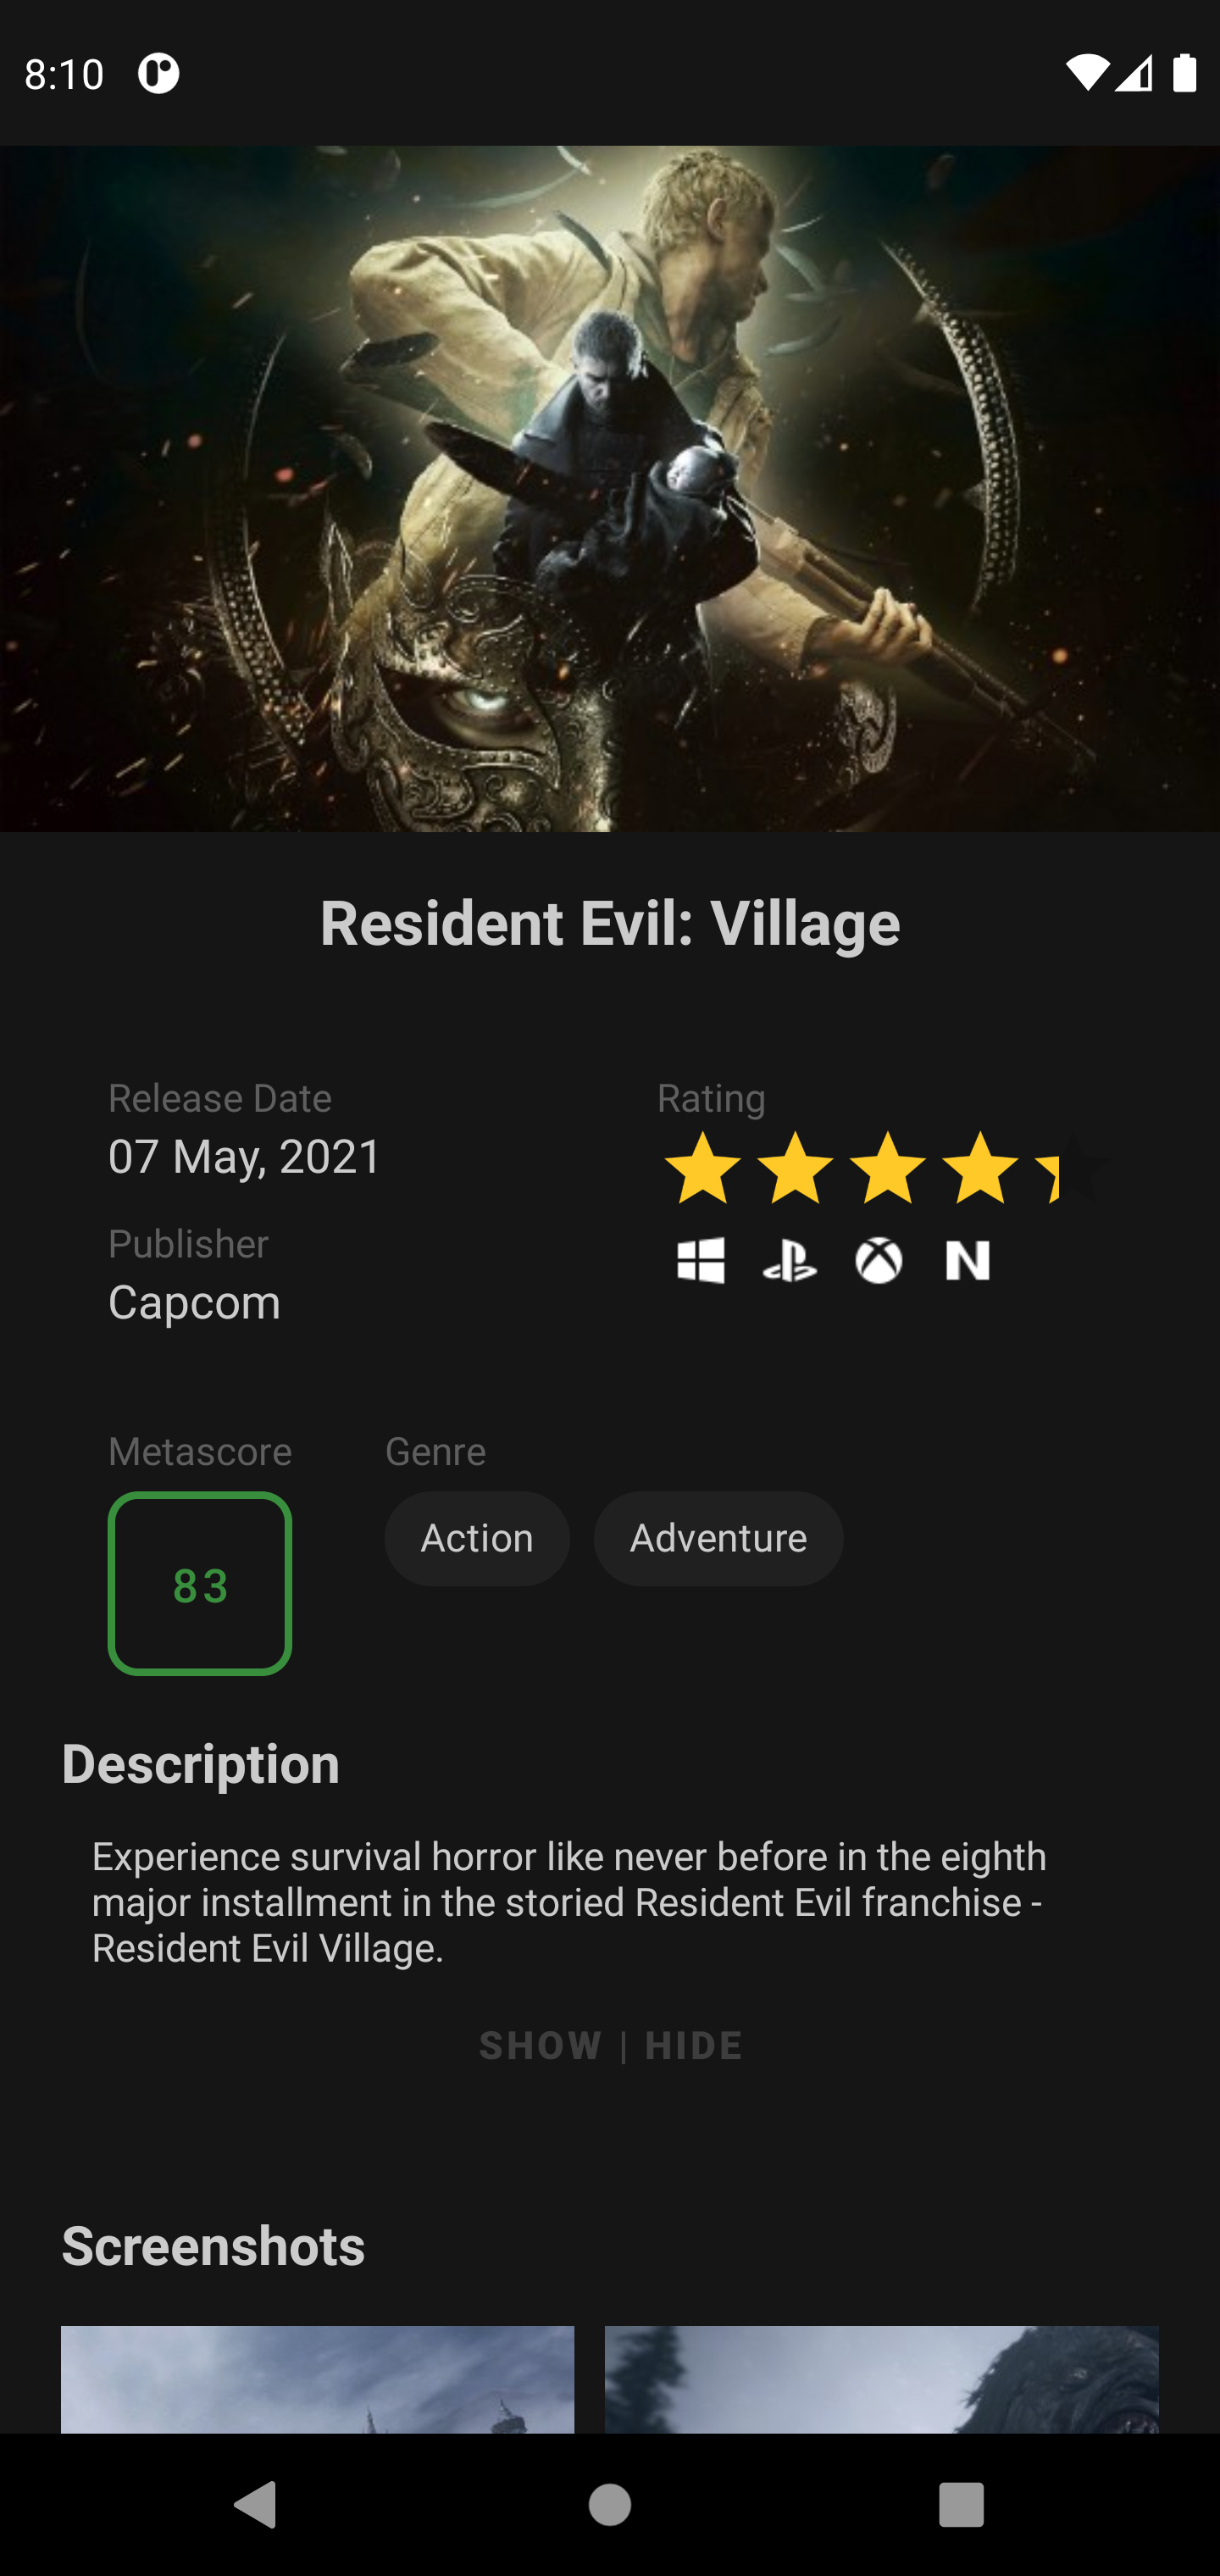 8:10
Resident Evil: Village
Release Date
07 May, 2021
Rating
Publisher
Capcom
Metascore
83
Genre
Action
Adventure
Description
Experience survival horror like never before in the eighth
major installment in the storied Resident Evil franchise -
Resident Evil Village.
SHOW | HIDE
Screenshots